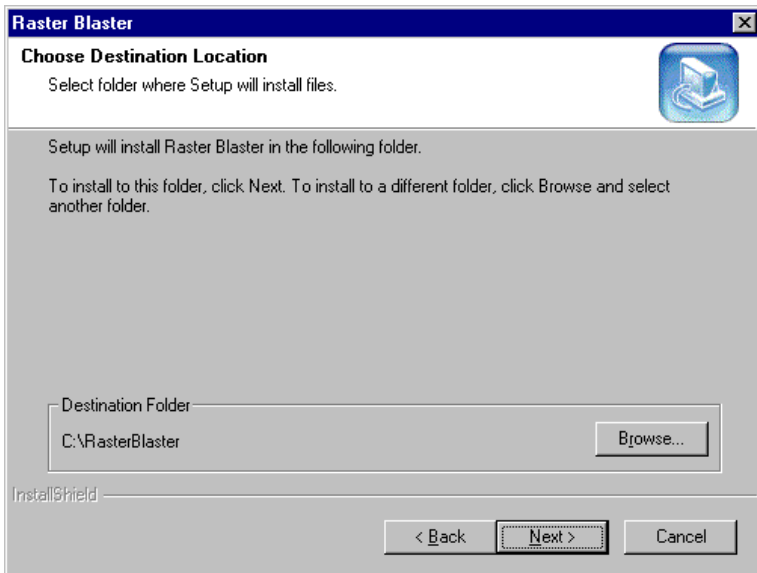 Raster Blaster
Choose Destination Location
Select folder where Setup will install files.
Setup will install Raster Blaster in the following folder.
To install to this folder, click Next. To install to a different folder, click Browse and select
another folder.
Destination Folder
C:\RasterBlaster
Browse...
InstallShield
< Back
Next >
Cancel